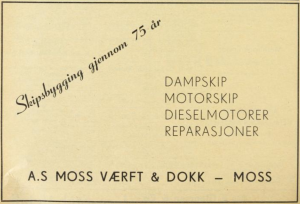 Skipsbygging gjennom 75 år
DAMPSKIP
MOTORSKIP
DIESELMOTORER
REPARASJONER
A.S MOSS VÆRFT & DOKK – MOSS